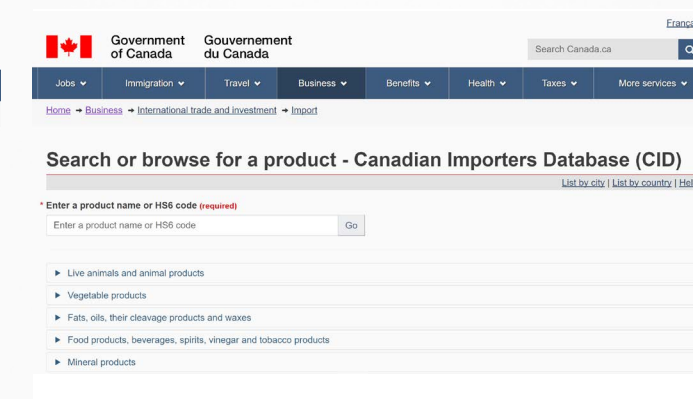 França
Government Gouvernement
of Canada du Canada
Search Canada.ca
Jobs Immigration Travel Business Benefits Health Taxes More services
Home → Business → International trade and investment → Import
Search or browse for a product - Canadian Importers Database (CID)
List by city | List by country | Hel
* Enter a product name or HS6 code (required)
Enter a product name or HS6 code Go
Live animals and animal products
Vegetable products
Fats, oils, their cleavage products and waxes
Food products, beverages, spirits, vinegar and tobacco products
Mineral products